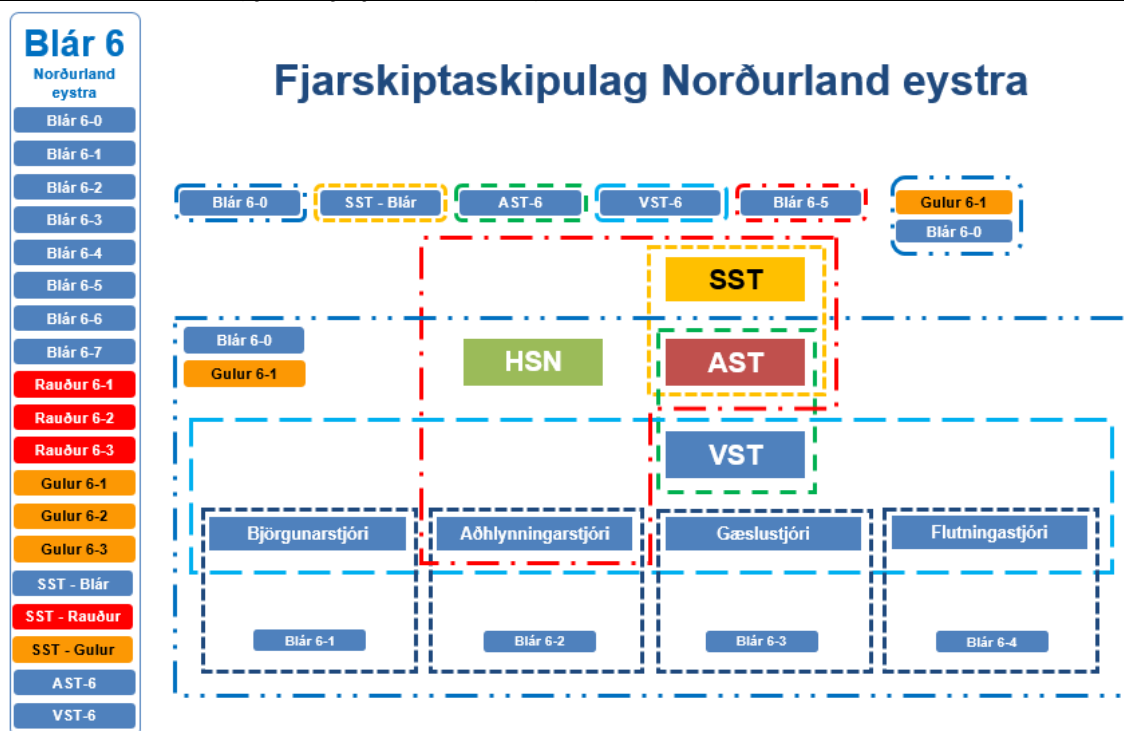 Blár 6
Norðurland
eystra
Blár 6-0
Blár 6-1
Blár 6-2
Blár 6-3
Blár 6-4
Blár 6-5
Blár 6-6
Blár 6-7
Rauður 6-1
Rauður 6-2
Rauður 6-3
Gulur 6-1
Gulur 6-2
Gulur 6-3
SST - Blár
SST - Rauður
SST - Gulur
AST-6
VST-6
Fjarskiptaskipulag Norðurland eystra
Blár 6-0
SST - Blár
AST-6
VST-6
Blár 6-5
Gulur 6-1
Blár 6-0
SST
Blár 6-0
Gulur 6-1
HSN
AST
VST
Björgunarstjóri
Aðhlynningarstjóri
Gæslustjóri
Flutningastjóri
Blár 6-1
Blár 6-2
Blár 6-3
Blár 6-4